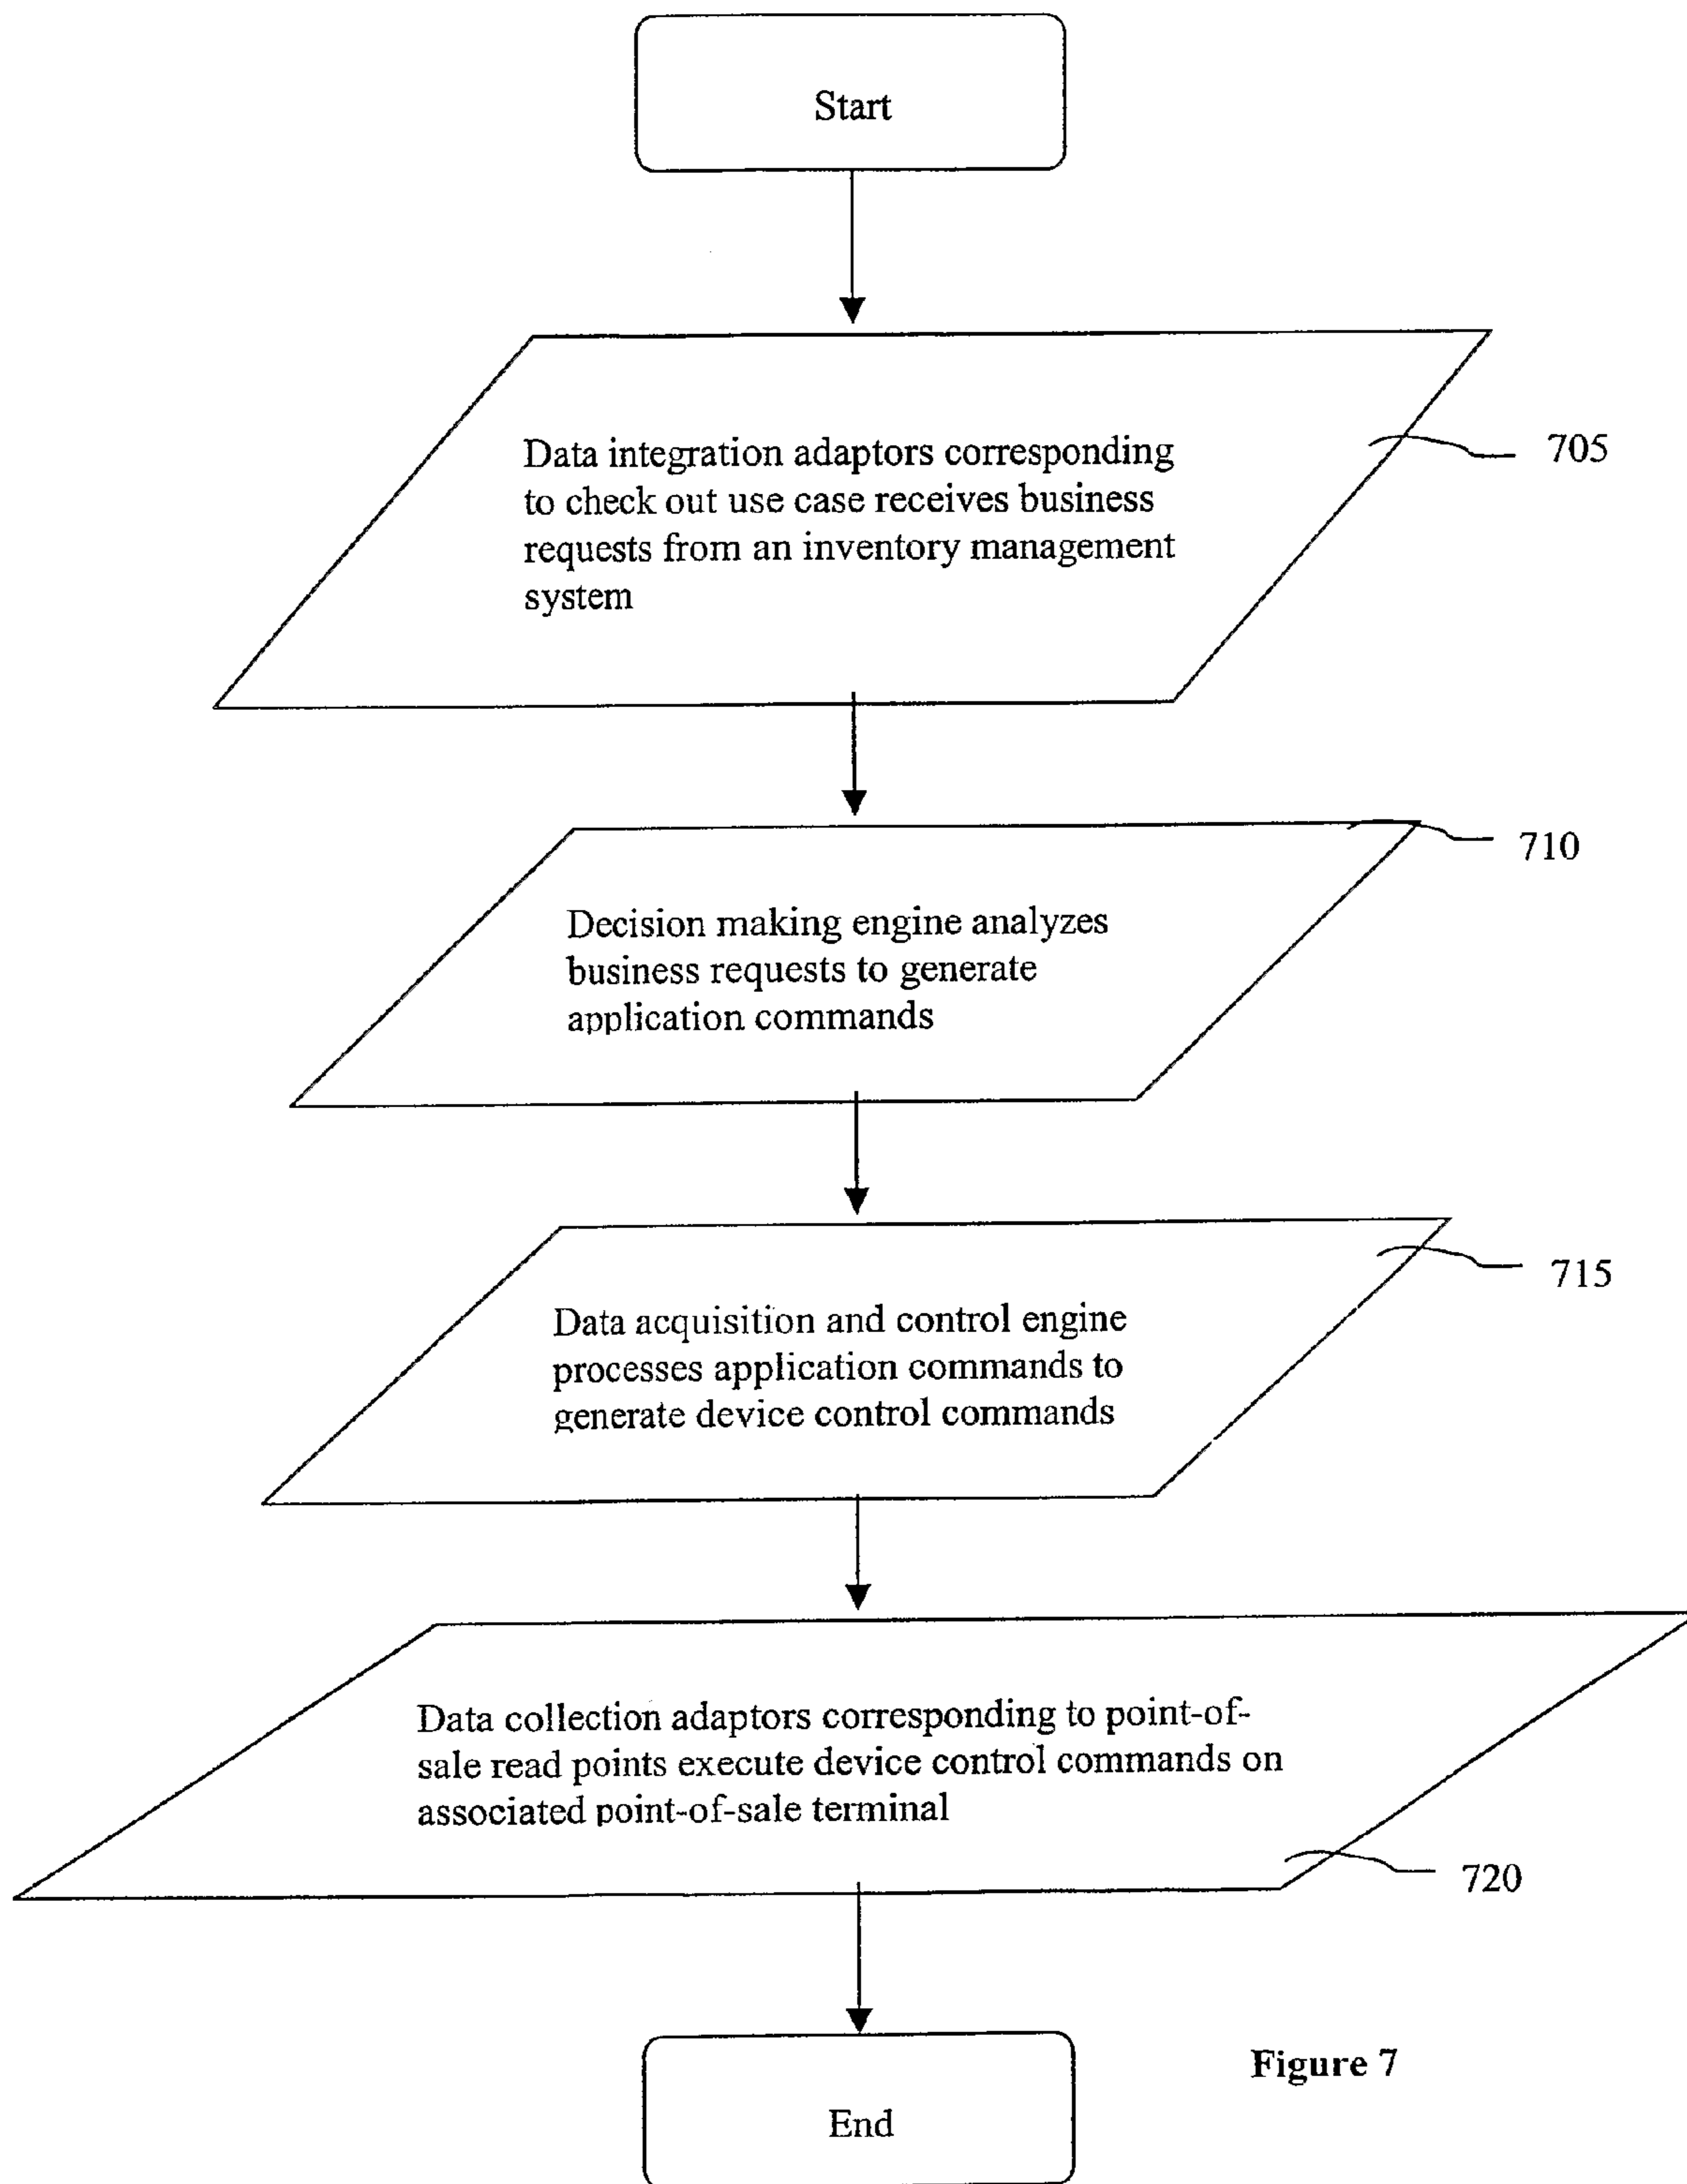 Start
Data integration adaptors corresponding
to check out use case receives business
requests from an inventory management
system
705
710
Decision making engine analyzes
business requests to generate
application commands
715
Data acquisition and control engine
processes application commands to
generate device control commands
Data collection adaptors corresponding to point-of-
sale read points execute device control commands on
associated point-of-sale terminal
720
Figure 7
End